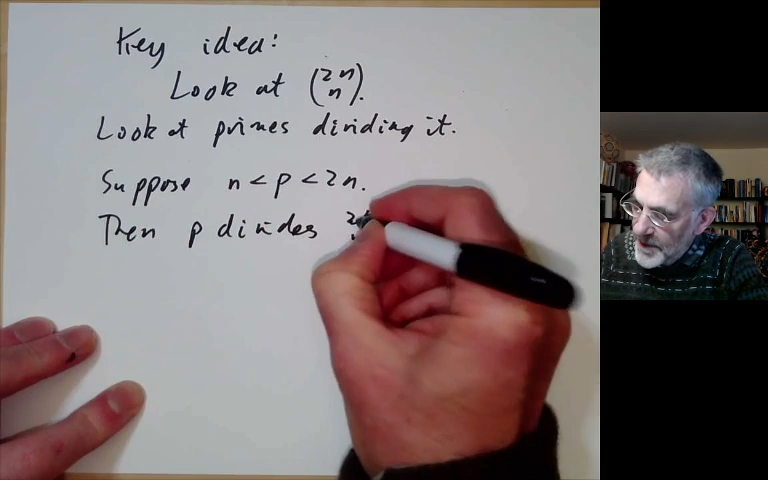 Key idea:
Look at (2n n).
Look at primes dividing it.
Suppose n < p < 2n.
Then p divides